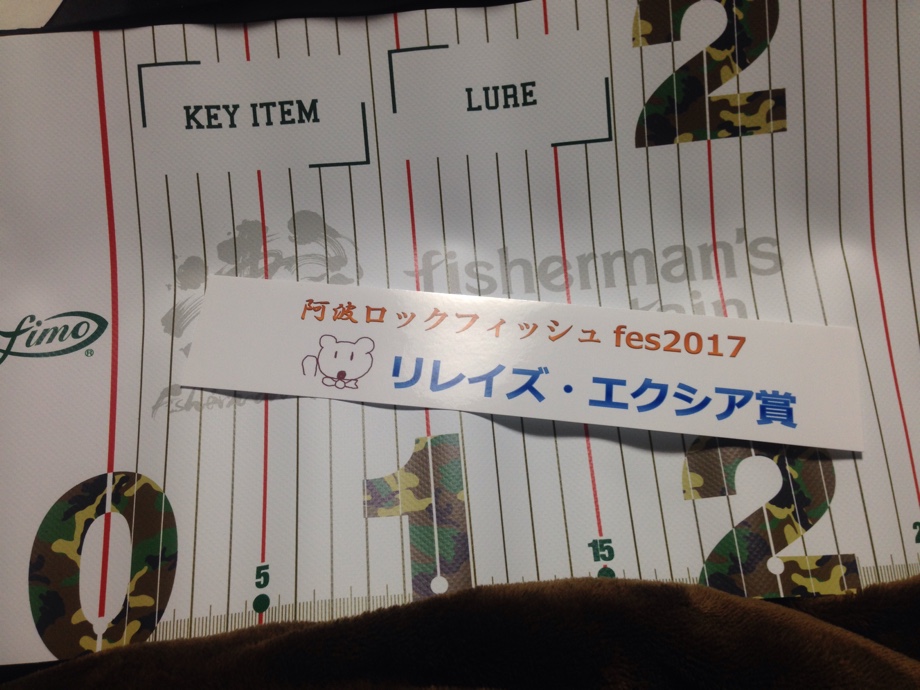 2
KEY ITEM
LURE
fisherman's
Limo®
阿波ロックフィッシュ fes2017
リレイズ・エクシア賞
0
1
2
5
15